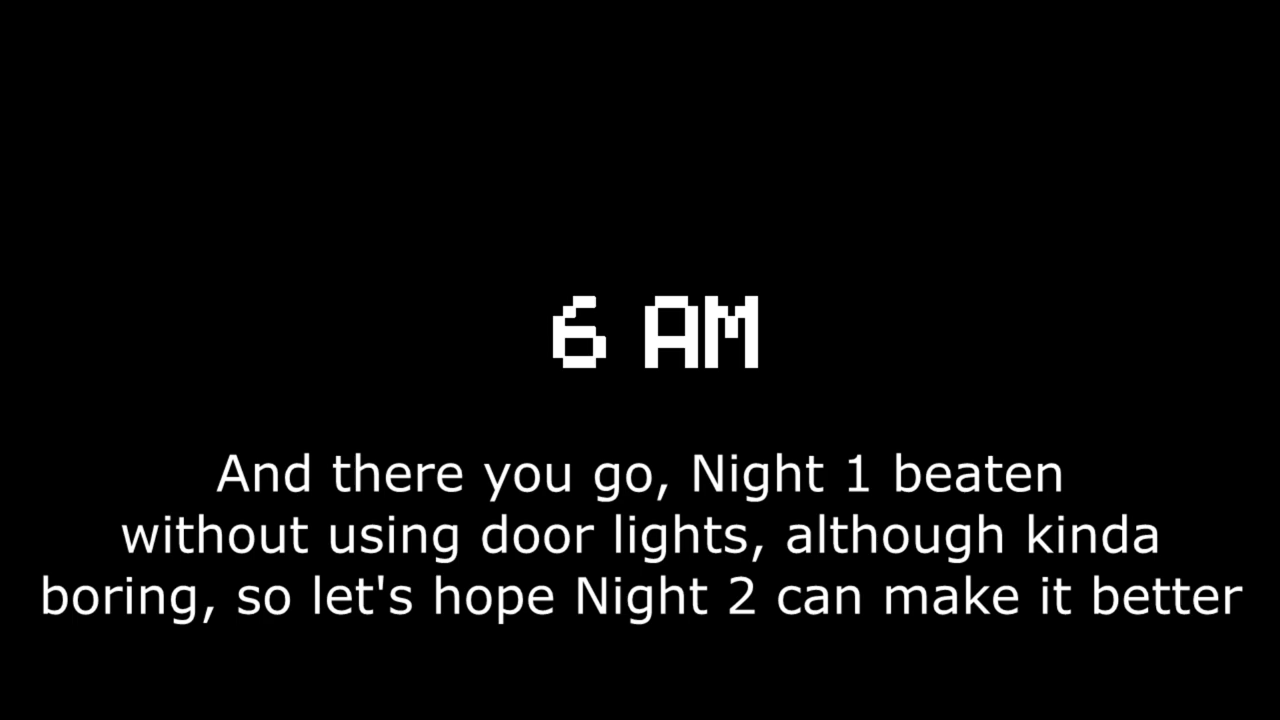 6 AM
And there you go, Night 1 beaten
without using door lights, although kinda
boring, so let's hope Night 2 can make it better